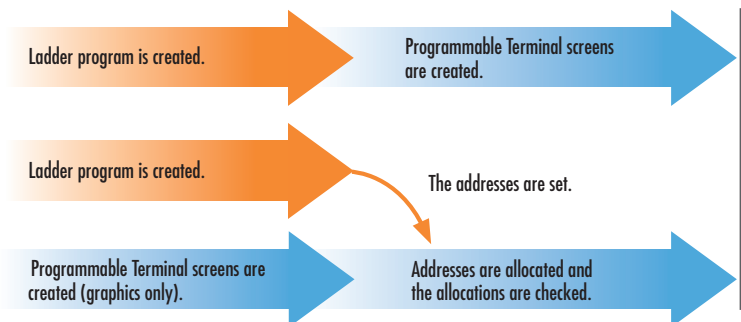 Ladder program is created.
Programmable Terminal screens
are created.
Ladder program is created.
The addresses are set.
Programmable Terminal screens are
created (graphics only).
Addresses are allocated and
the allocations are checked.